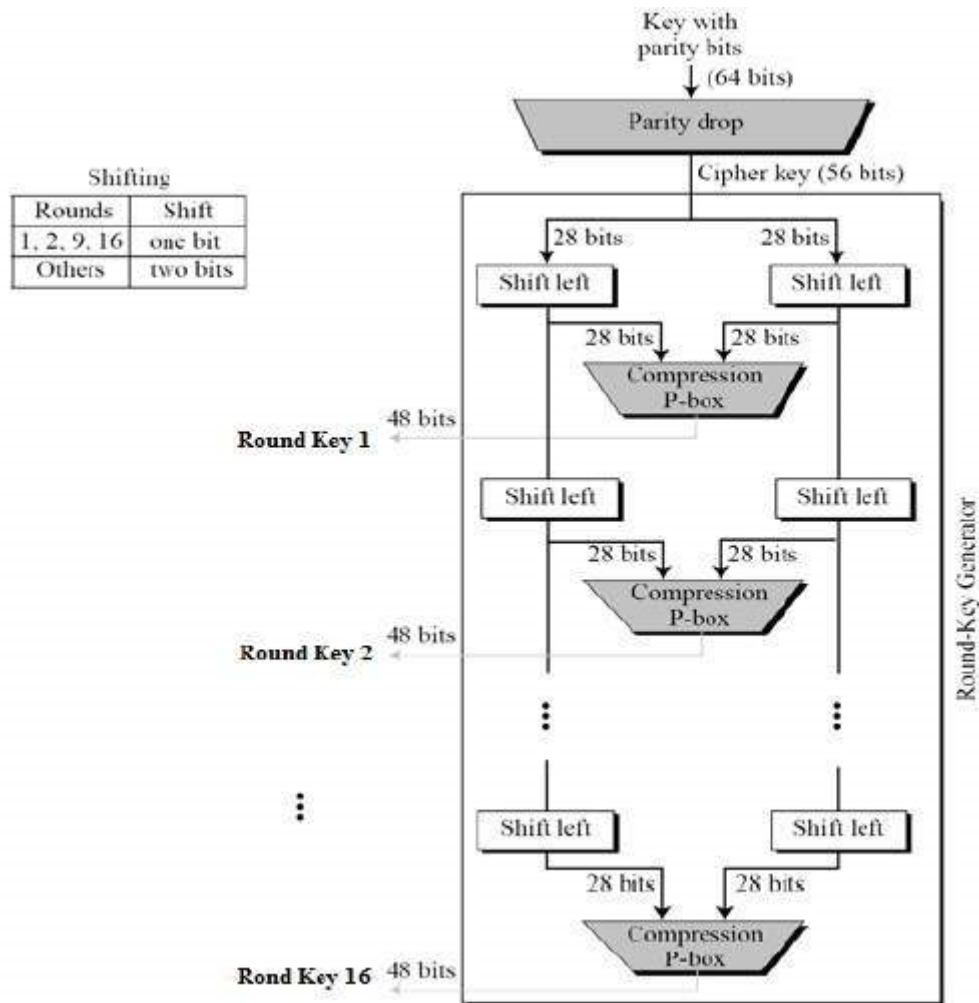 Key with
parity bits
(64 bits)
Parity drop
Cipher key (56 bits)
Shifting
Rounds Shift
1, 2, 9, 16 one bit
Others two bits
28 bits 28 bits
Shift left Shift left
28 bits 28 bits
Compression
P-box
48 bits
Round Key 1
Shift left Shift left
28 bits 28 bits
Compression
P-box
48 bits
Round Key 2
Round-Key Generator
Shift left Shift left
28 bits 28 bits
Compression
P-box
Rond Key 16 48 bits